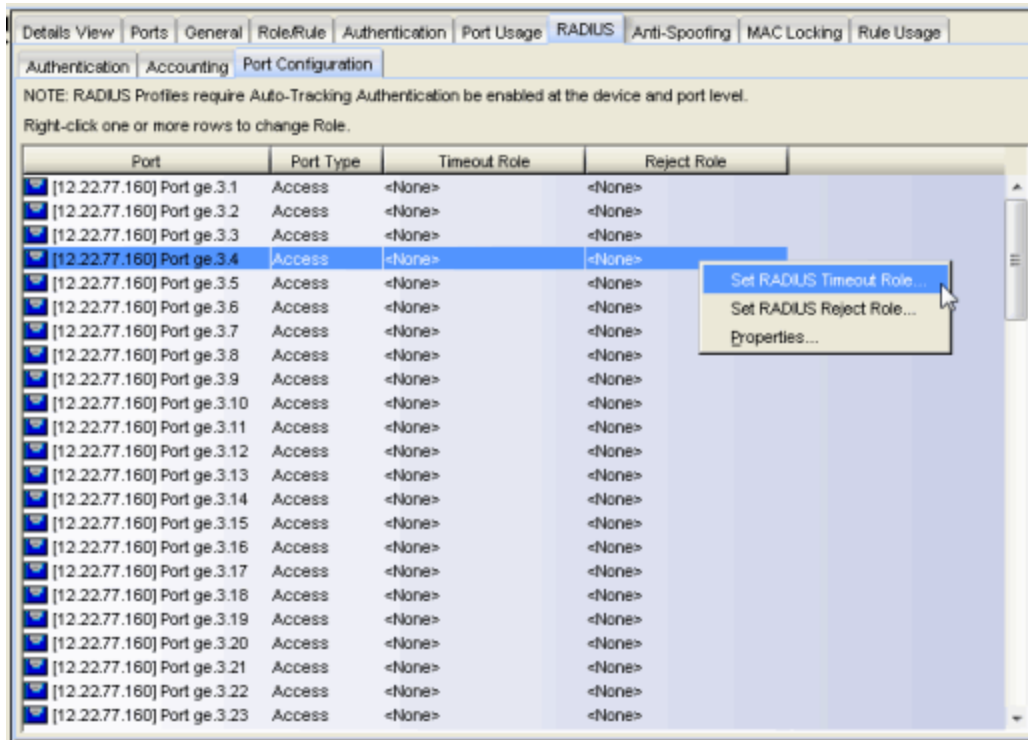 Details View Ports General Role/Rule Authentication Port Usage RADIUS Anti-Spoofing MAC Locking Rule Usage
Authentication Accounting Port Configuration
NOTE: RADIUS Profiles require Auto-Tracking Authentication be enabled at the device and port level.
Right-click one or more rows to change Role.
Port Port Type Timeout Role Reject Role
[12.22.77.160] Port ge.3.1 Access <None> <None>
[12.22.77.160] Port ge.3.2 Access <None> <None>
[12.22.77.160] Port ge.3.3 Access <None> <None>
[12.22.77.160] Port ge.3.4 Access <None> <None>
Set RADIUS Timeout Role...
[12.22.77.160] Port ge.3.5 Access <None> <None>
[12.22.77.160] Port ge.3.6 Access <None> <None>
Set RADIUS Reject Role...
[12.22.77.160] Port ge.3.7 Access <None> <None>
Properties...
[12.22.77.160] Port ge.3.8 Access <None> <None>
[12.22.77.160] Port ge.3.9 Access <None> <None>
[12.22.77.160] Port ge.3.10 Access <None> <None>
[12.22.77.160] Port ge.3.11 Access <None> <None>
[12.22.77.160] Port ge.3.12 Access <None> <None>
[12.22.77.160] Port ge.3.13 Access <None> <None>
[12.22.77.160] Port ge.3.14 Access <None> <None>
[12.22.77.160] Port ge.3.15 Access <None> <None>
[12.22.77.160] Port ge.3.16 Access <None> <None>
[12.22.77.160] Port ge.3.17 Access <None> <None>
[12.22.77.160] Port ge.3.18 Access <None> <None>
[12.22.77.160] Port ge.3.19 Access <None> <None>
[12.22.77.160] Port ge.3.20 Access <None> <None>
[12.22.77.160] Port ge.3.21 Access <None> <None>
[12.22.77.160] Port ge.3.22 Access <None> <None>
[12.22.77.160] Port ge.3.23 Access <None> <None>